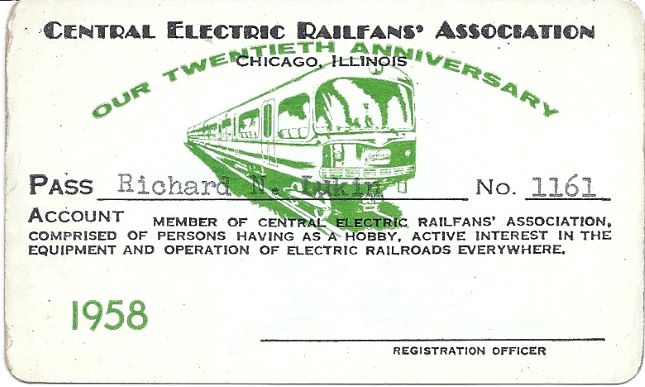 CENTRAL ELECTRIC RAILFANS' ASSOCIATION
OUR TWENTIETH ANNIVERSARY
CHICAGO, ILLINOIS
PASS Richard N. Lukin No. 1161
ACCOUNT MEMBER OF CENTRAL ELECTRIC RAILFANS' ASSOCIATION,
COMPRISED OF PERSONS HAVING AS A HOBBY, ACTIVE INTEREST IN THE
EQUIPMENT AND OPERATION OF ELECTRIC RAILROADS EVERYWHERE.
1958
REGISTRATION OFFICER